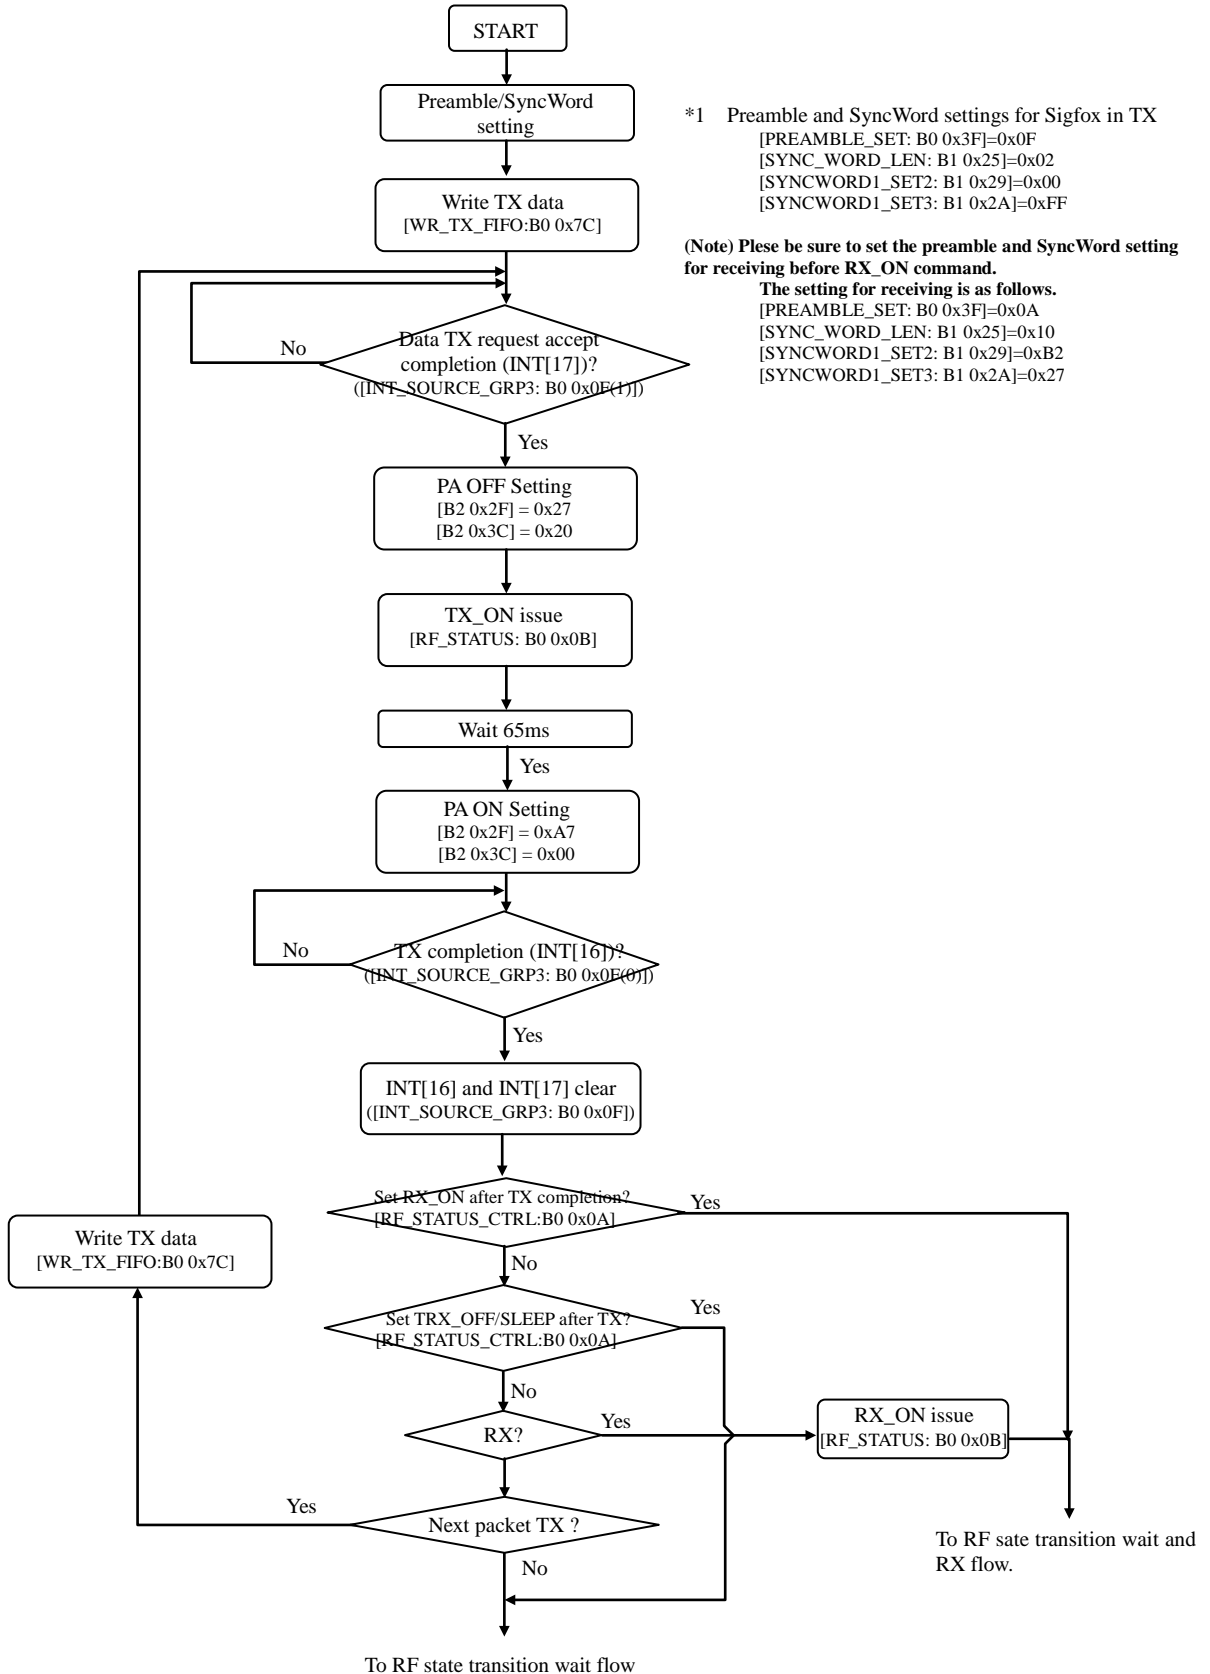 START
Preamble/SyncWord
setting
*1 Preamble and SyncWord settings for Sigfox in TX
[PREAMBLE_SET: B0 0x3F]=0x0F
[SYNC_WORD_LEN: B1 0x25]=0x02
[SYNCWORD1_SET2: B1 0x29]=0x00
[SYNCWORD1_SET3: B1 0x2A]=0xFF
(Note) Plese be sure to set the preamble and SyncWord setting
for receiving before RX_ON command.
The setting for receiving is as follows.
[PREAMBLE_SET: B0 0x3F]=0x0A
[SYNC_WORD_LEN: B1 0x25]=0x10
[SYNCWORD1_SET2: B1 0x29]=0xB2
[SYNCWORD1_SET3: B1 0x2A]=0x27
Write TX data
[WR_TX_FIFO:B0 0x7C]
Data TX request accept
completion (INT[17])?
([INT_SOURCE_GRP3: B0 0x0F(1)])
No
Yes
PA OFF Setting
[B2 0x2F] = 0x27
[B2 0x3C] = 0x20
TX_ON issue
[RF_STATUS: B0 0x0B]
Wait 65ms
Yes
PA ON Setting
[B2 0x2F] = 0xA7
[B2 0x3C] = 0x00
No
TX completion (INT[16])?
([INT_SOURCE_GRP3: B0 0x0F(0)])
Yes
INT[16] and INT[17] clear
([INT_SOURCE_GRP3: B0 0x0F])
Set RX_ON after TX completion?
[RF_STATUS_CTRL:B0 0x0A]
Yes
No
Write TX data
[WR_TX_FIFO:B0 0x7C]
Set TRX_OFF/SLEEP after TX?
[RF_STATUS_CTRL:B0 0x0A]
Yes
No
RX?
Yes
RX_ON issue
[RF_STATUS: B0 0x0B]
Next packet TX ?
Yes
No
To RF sate transition wait and
RX flow.
To RF state transition wait flow